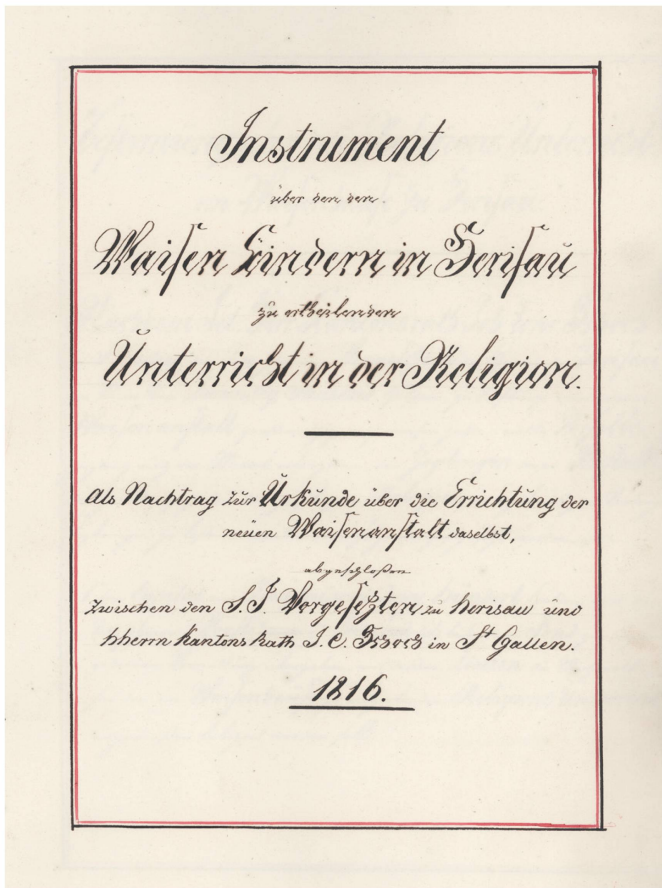 Instrument
über den den
Waisen Kindern in Herisau
zu ertheilenden
Unterricht in der Religion.
Als Nachtrag zur Urkunde über die Errichtung der
neuen Waisenanstalt daselbst,
abgeschloßen
zwischen den Vorgesetzten zu Herisau und
hherrn Kantons Rath J. C. in St Gallen.
1816.